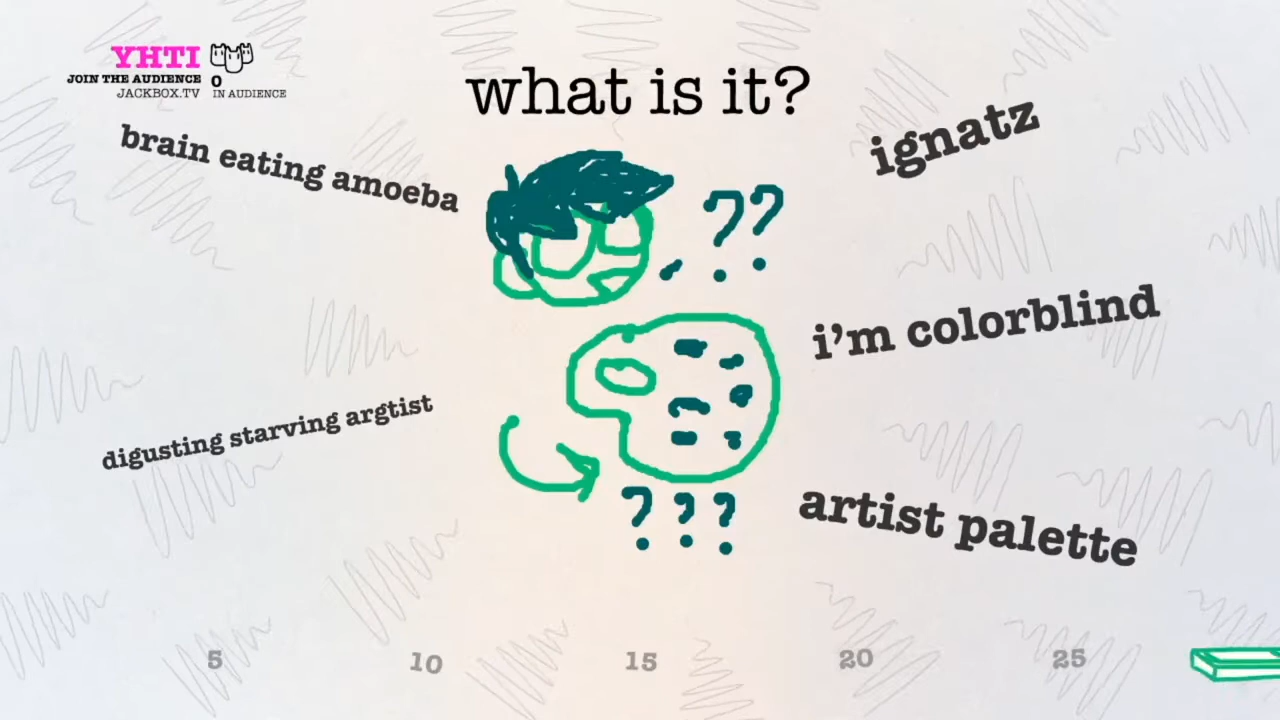 YHTI
JOIN THE AUDIENCE
JACKBOX.TV
0
IN AUDIENCE
what is it?
brain eating amoeba
ignatz
??
i'm colorblind
digusting starving argtist
artist palette
???
5 10 15 20 25